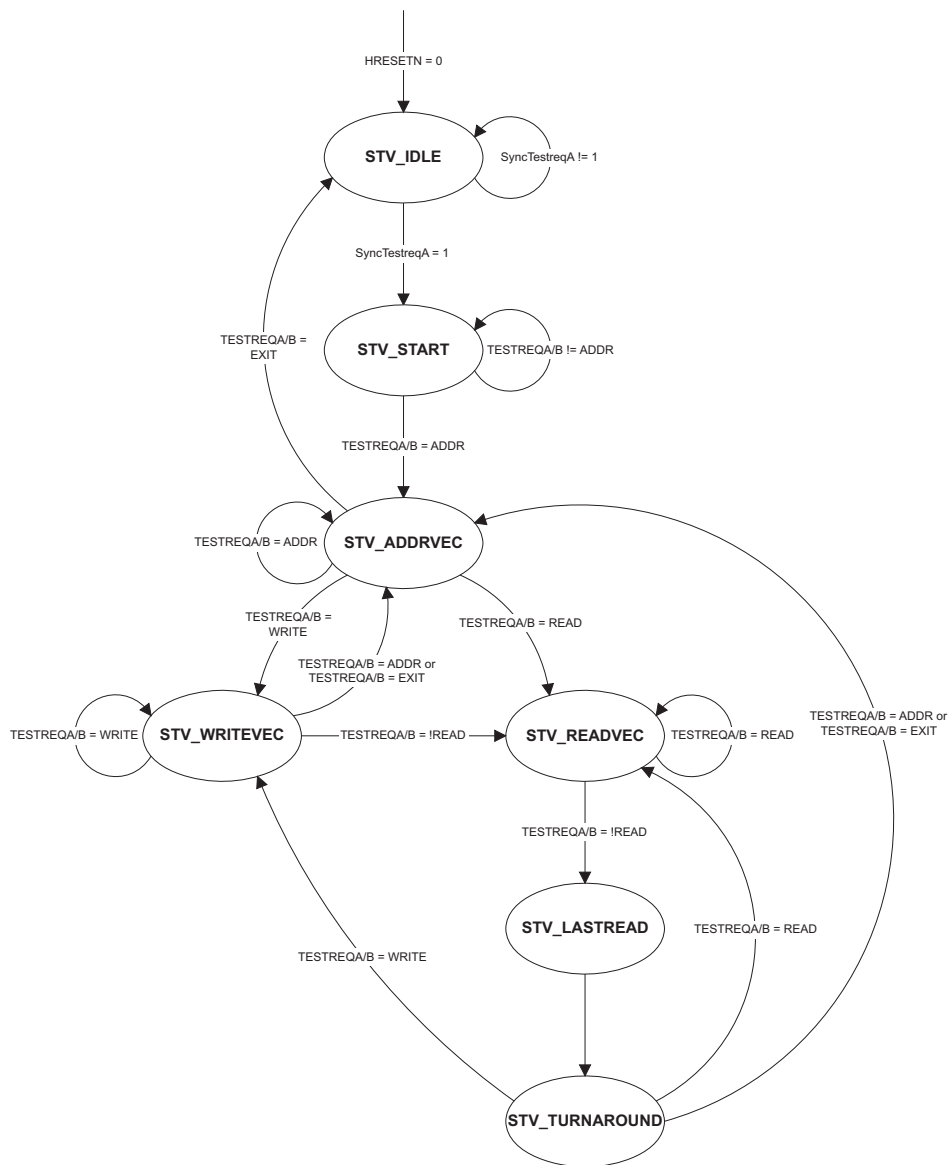 HRESETN = 0
STV_IDLE
SyncTestreqA != 1
SyncTestreqA = 1
STV_START
TESTREQA/B != ADDR
TESTREQA/B =
EXIT
TESTREQA/B = ADDR
STV_ADDRVEC
TESTREQA/B = ADDR
TESTREQA/B =
WRITE
TESTREQA/B = READ
TESTREQA/B = ADDR or
TESTREQA/B = EXIT
TESTREQA/B = WRITE
STV_WRITEVEC
TESTREQA/B = !READ
STV_READVEC
TESTREQA/B = READ
TESTREQA/B = ADDR or
TESTREQA/B = EXIT
TESTREQA/B = !READ
STV_LASTREAD
TESTREQA/B = READ
TESTREQA/B = WRITE
STV_TURNAROUND